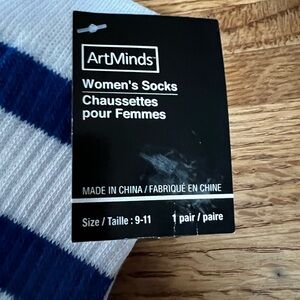 ArtMinds
Women's Socks
Chaussettes
pour Femmes
MADE IN CHINA / FABRIQUÉ EN CHINE
Size / Taille : 9-11 1 pair / paire